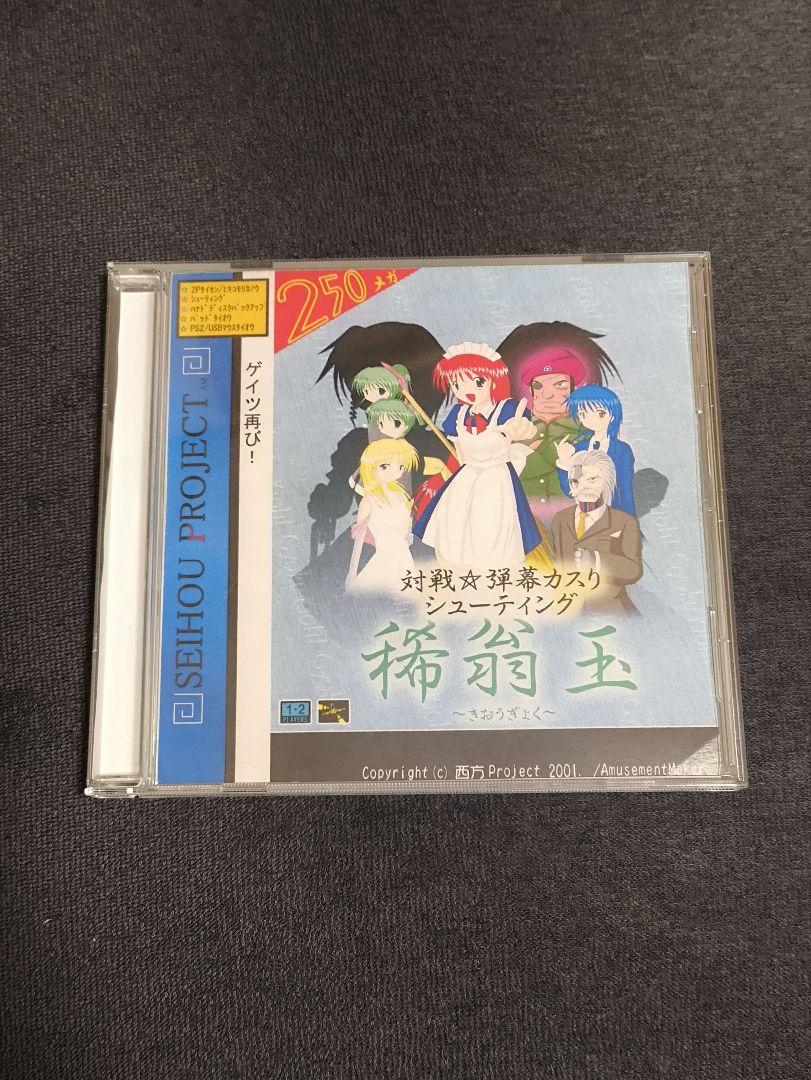 ☆ 2Pタイセン/ヒキコモリカノウ
☆ シューティング
☆ ハードディスクバックアップ
☆ パッドタイオウ
☆ PS2/USBマウスタイオウ
SEIHOU PROJECT
ゲイツ再び!
250メガ
対戦☆弾幕カスり
シューティング
稀翁玉
~きおうぎょく~
1・2
PLAYERS
Copyright(c) 西方Project 2001. /AmusementMakers